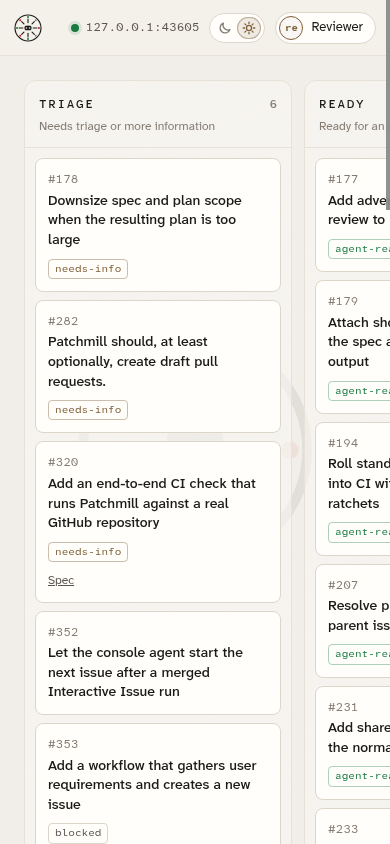 127.0.0.1:43605
re
Reviewer
TRIAGE
6
Needs triage or more information
#178
Downsize spec and plan scope
when the resulting plan is too
large
needs-info
#282
Patchmill should, at least
optionally, create draft pull
requests.
needs-info
#320
Add an end-to-end CI check that
runs Patchmill against a real
GitHub repository
needs-info
Spec
#352
Let the console agent start the
next issue after a merged
Interactive Issue run
#353
Add a workflow that gathers user
requirements and creates a new
issue
blocked
READY
Ready for an
#177
Add adve
review to
agent-rea
#179
Attach sho
the spec a
output
agent-rea
#194
Roll stand
into CI wi
ratchets
agent-rea
#207
Resolve p
parent iss
agent-rea
#231
Add share
the norma
agent-rea
#233